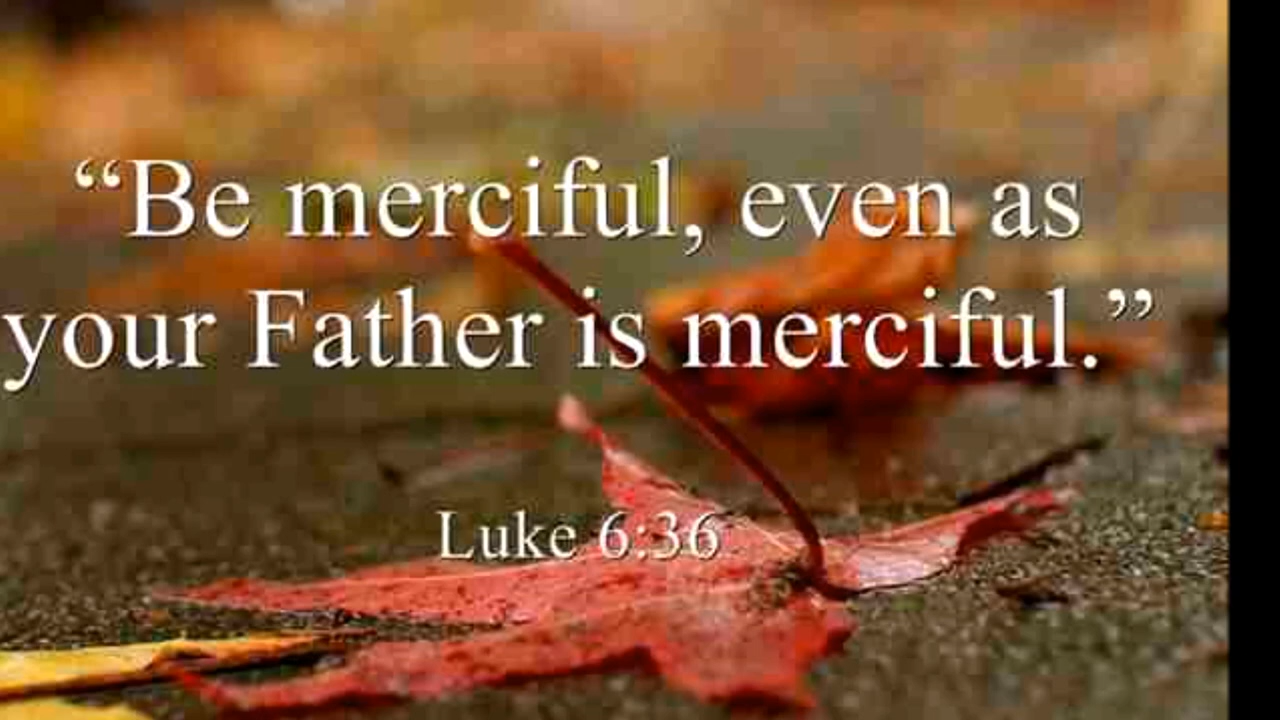 “Be merciful, even as
your Father is merciful.”
Luke 6:36